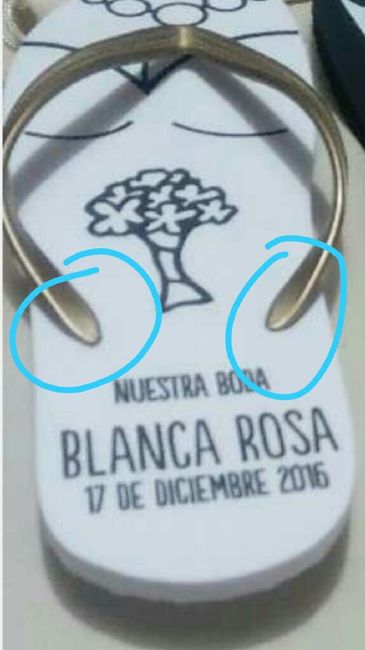 NUESTRA BODA
BLANCA ROSA
17 DE DICIEMBRE 2016